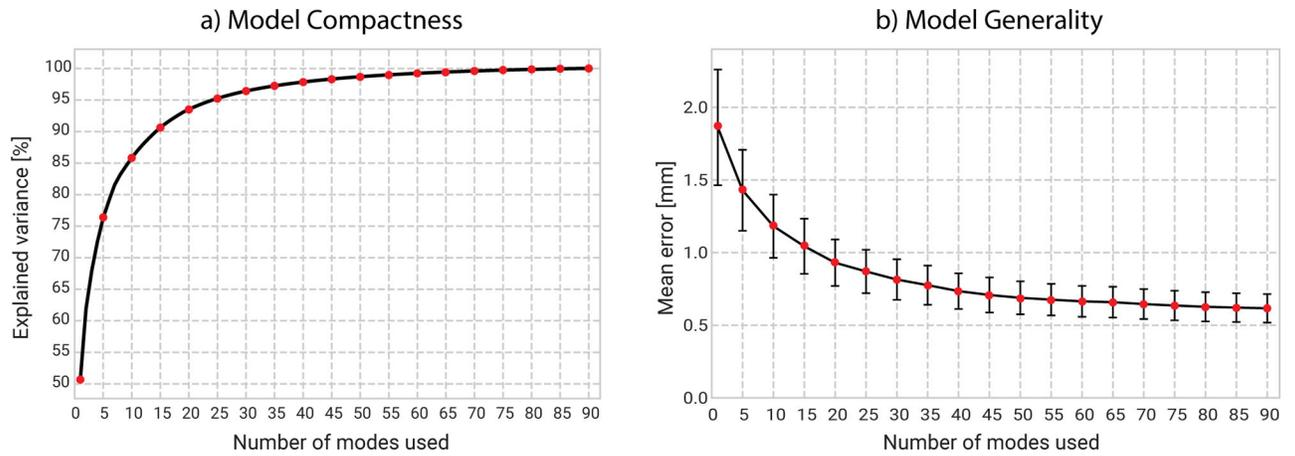 a) Model Compactness
Explained variance [%]
100
95
90
85
80
75
70
65
60
55
50
0 5 10 15 20 25 30 35 40 45 50 55 60 65 70 75 80 85 90
Number of modes used
b) Model Generality
Mean error [mm]
2.0
1.5
1.0
0.5
0.0
0 5 10 15 20 25 30 35 40 45 50 55 60 65 70 75 80 85 90
Number of modes used